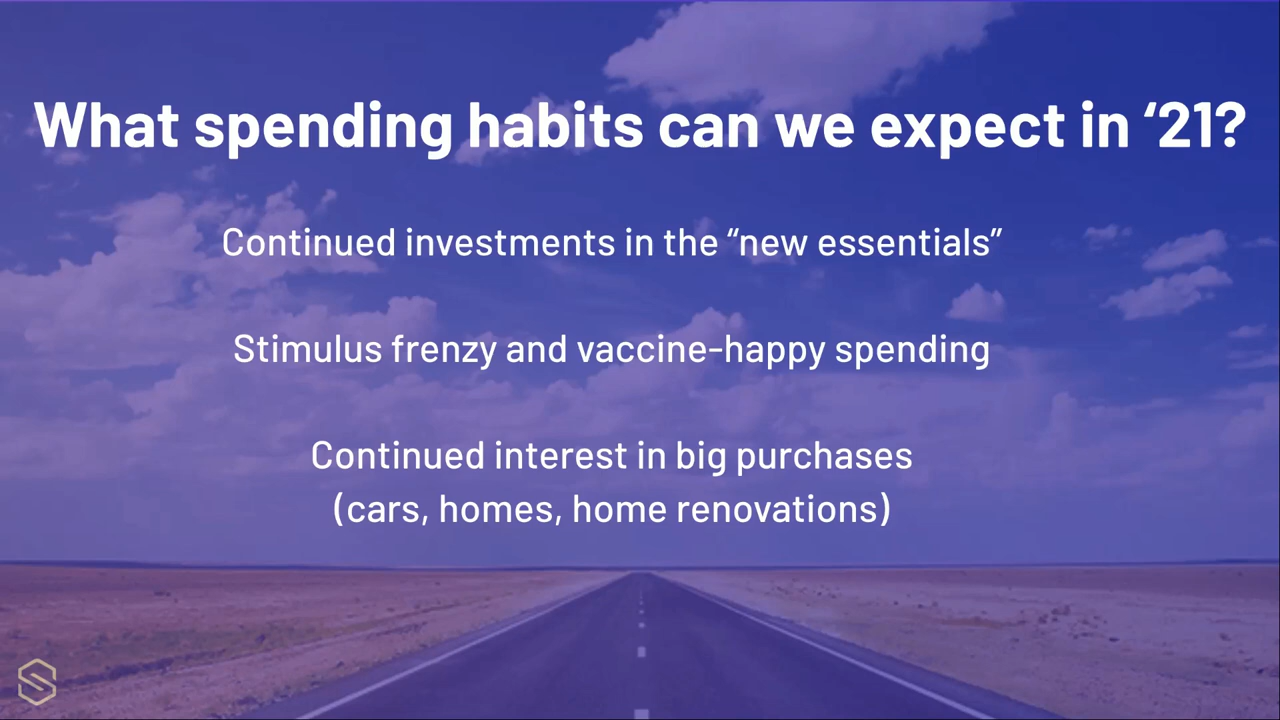 What spending habits can we expect in ‘21?
Continued investments in the “new essentials”
Stimulus frenzy and vaccine-happy spending
Continued interest in big purchases
(cars, homes, home renovations)